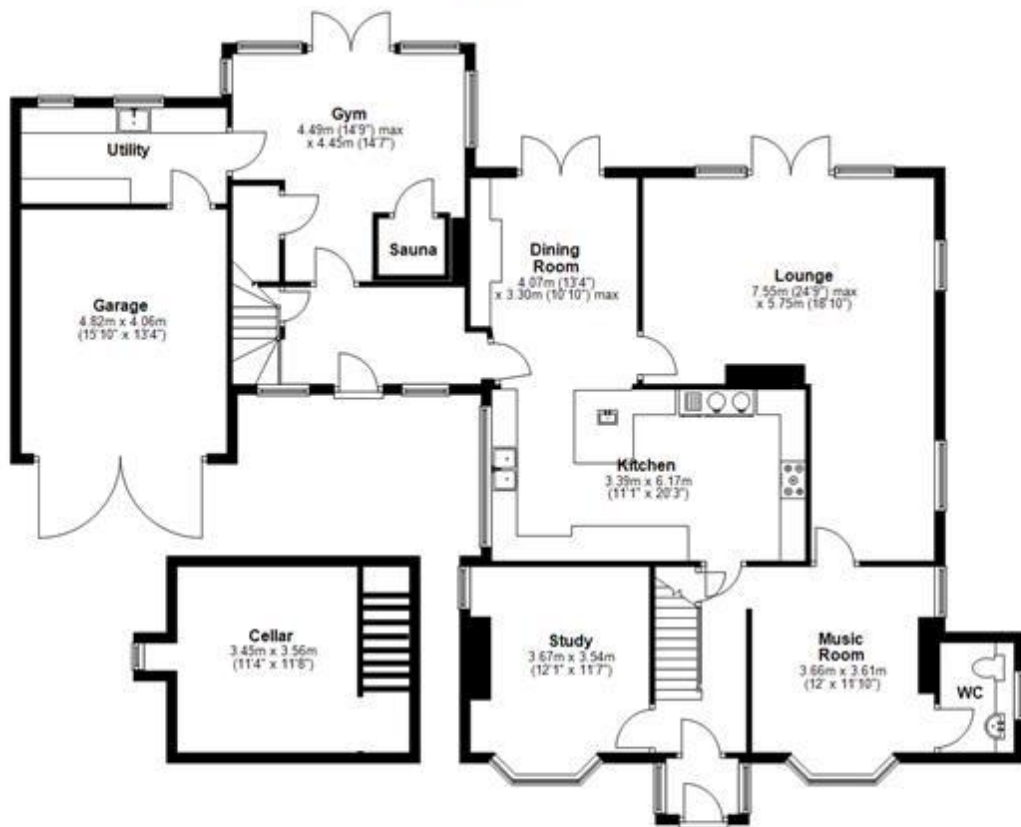 Gym
4.49m (14'9") max
x 4.45m (14'7")
Utility
Sauna
Dining
Room
4.07m (13'4")
x 3.30m (10'10") max
Lounge
7.55m (24'9") max
x 5.75m (18'10")
Garage
4.82m x 4.06m
(15'10" x 13'4")
Kitchen
3.39m x 6.17m
(11'1" x 20'3")
Cellar
3.45m x 3.56m
(11'4" x 11'8")
Study
3.67m x 3.54m
(12'1" x 11'7")
Music
Room
3.66m x 3.61m
(12' x 11'10")
WC